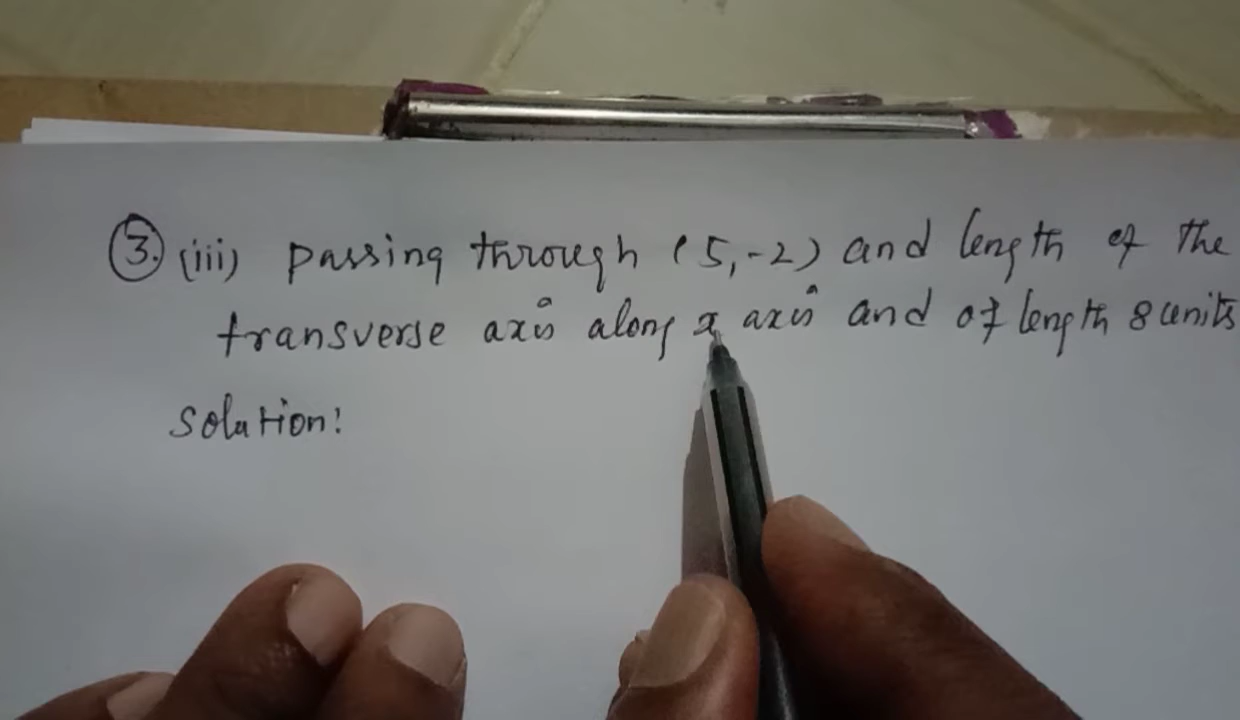 3. (iii) passing through (5,-2) and length of the
transverse axis along x axis and of length 8 units
Solution: